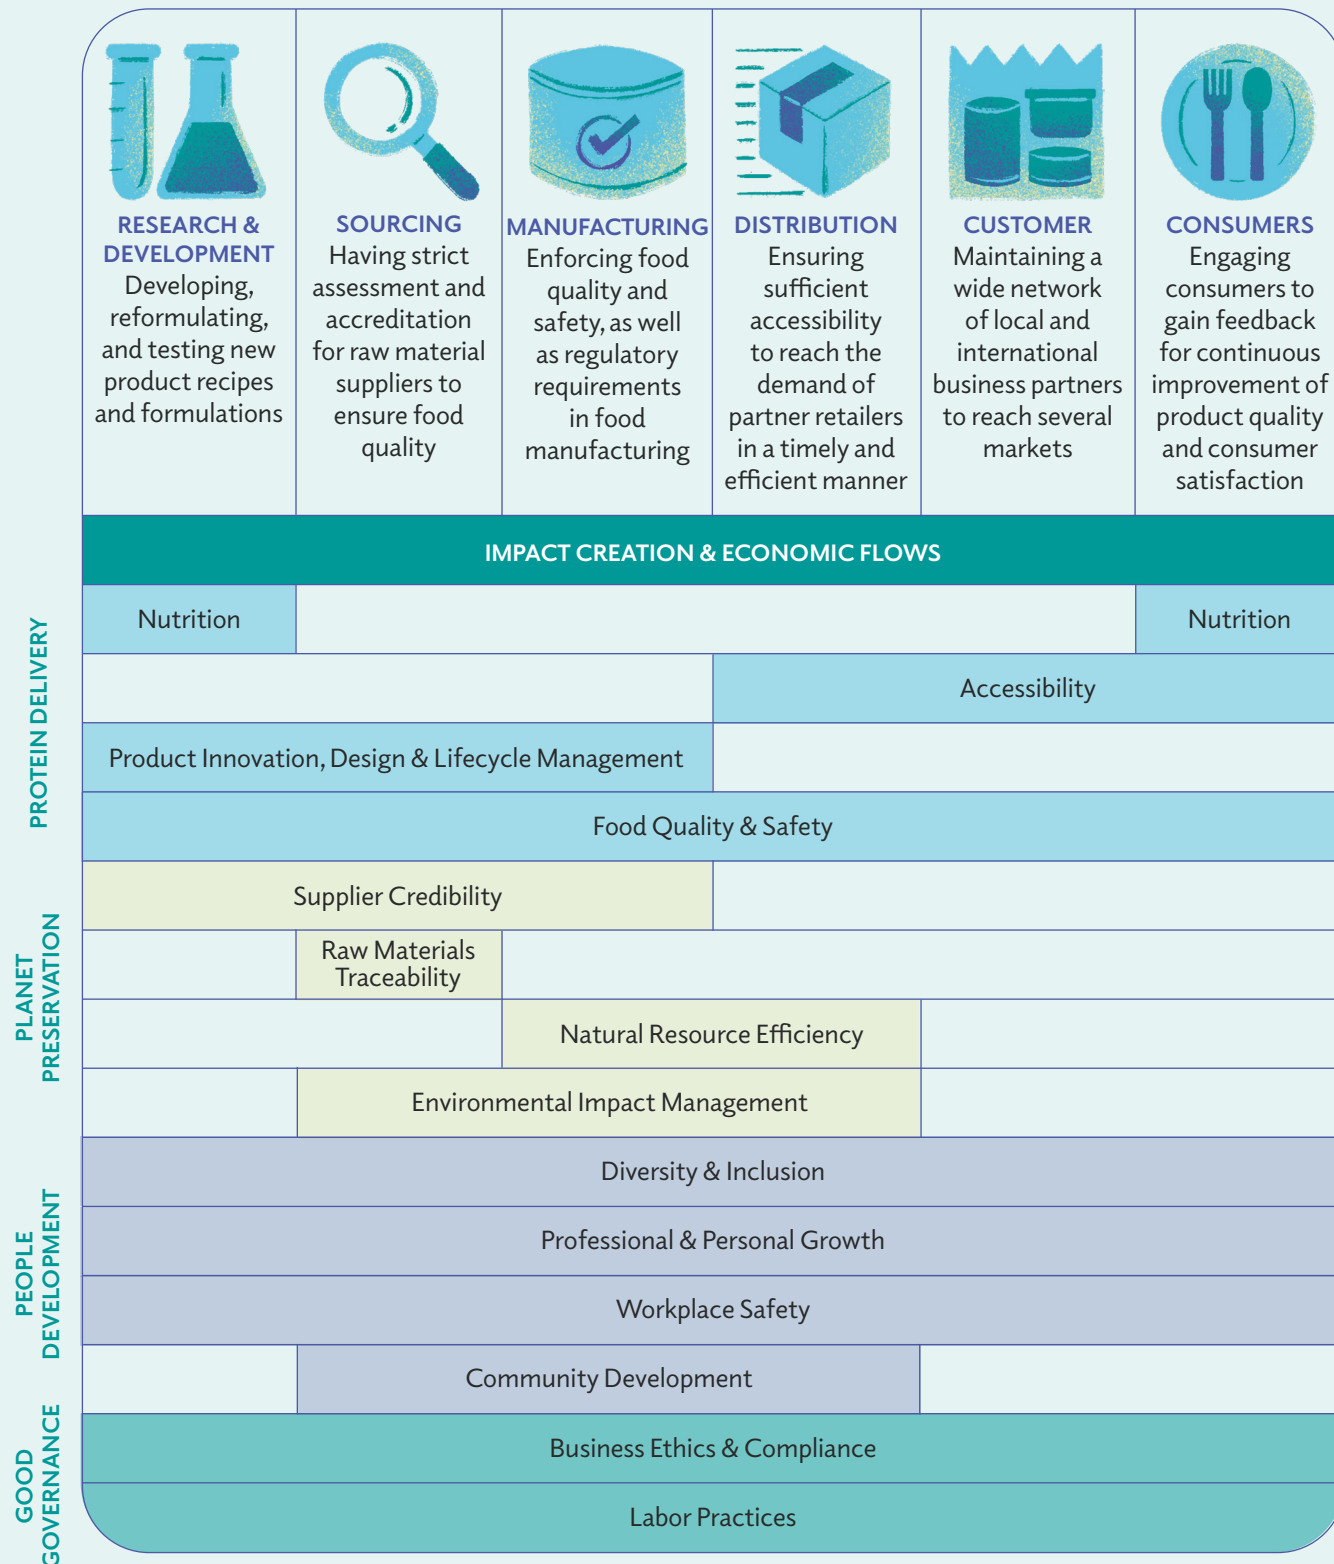 RESEARCH &
DEVELOPMENT
Developing,
reformulating,
and testing new
product recipes
and formulations
SOURCING
Having strict
assessment and
accreditation
for raw material
suppliers to
ensure food
quality
MANUFACTURING
Enforcing food
quality and
safety, as well
as regulatory
requirements
in food
manufacturing
DISTRIBUTION
Ensuring
sufficient
accessibility
to reach the
demand of
partner retailers
in a timely and
efficient manner
CUSTOMER
Maintaining a
wide network
of local and
international
business partners
to reach several
markets
CONSUMERS
Engaging
consumers to
gain feedback
for continuous
improvement of
product quality
and consumer
satisfaction
IMPACT CREATION & ECONOMIC FLOWS
PROTEIN DELIVERY
Nutrition
Nutrition
Accessibility
Product Innovation, Design & Lifecycle Management
Food Quality & Safety
PLANET
PRESERVATION
Supplier Credibility
Raw Materials
Traceability
Natural Resource Efficiency
Environmental Impact Management
PEOPLE
DEVELOPMENT
Diversity & Inclusion
Professional & Personal Growth
Workplace Safety
Community Development
GOOD
GOVERNANCE
Business Ethics & Compliance
Labor Practices